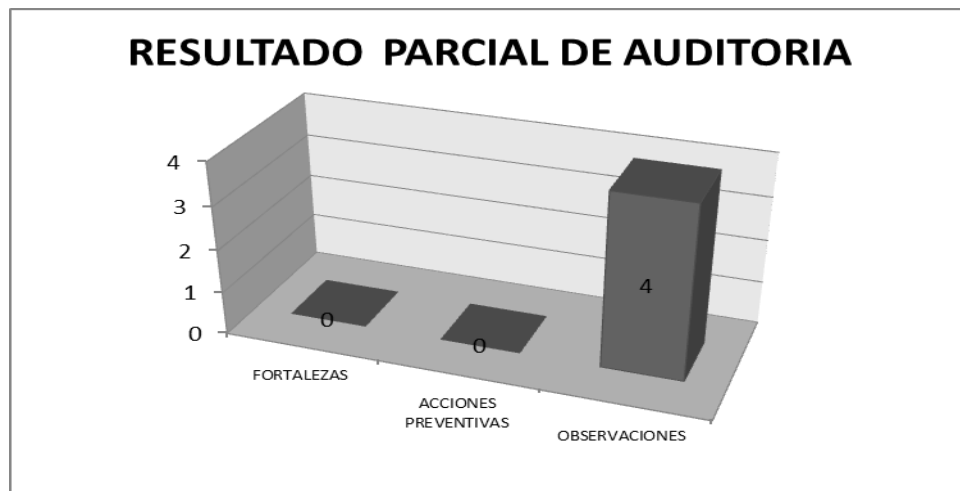 RESULTADO PARCIAL DE AUDITORIA
4
3
2
1
0
0
0
4
FORTALEZAS
ACCIONES
PREVENTIVAS
OBSERVACIONES